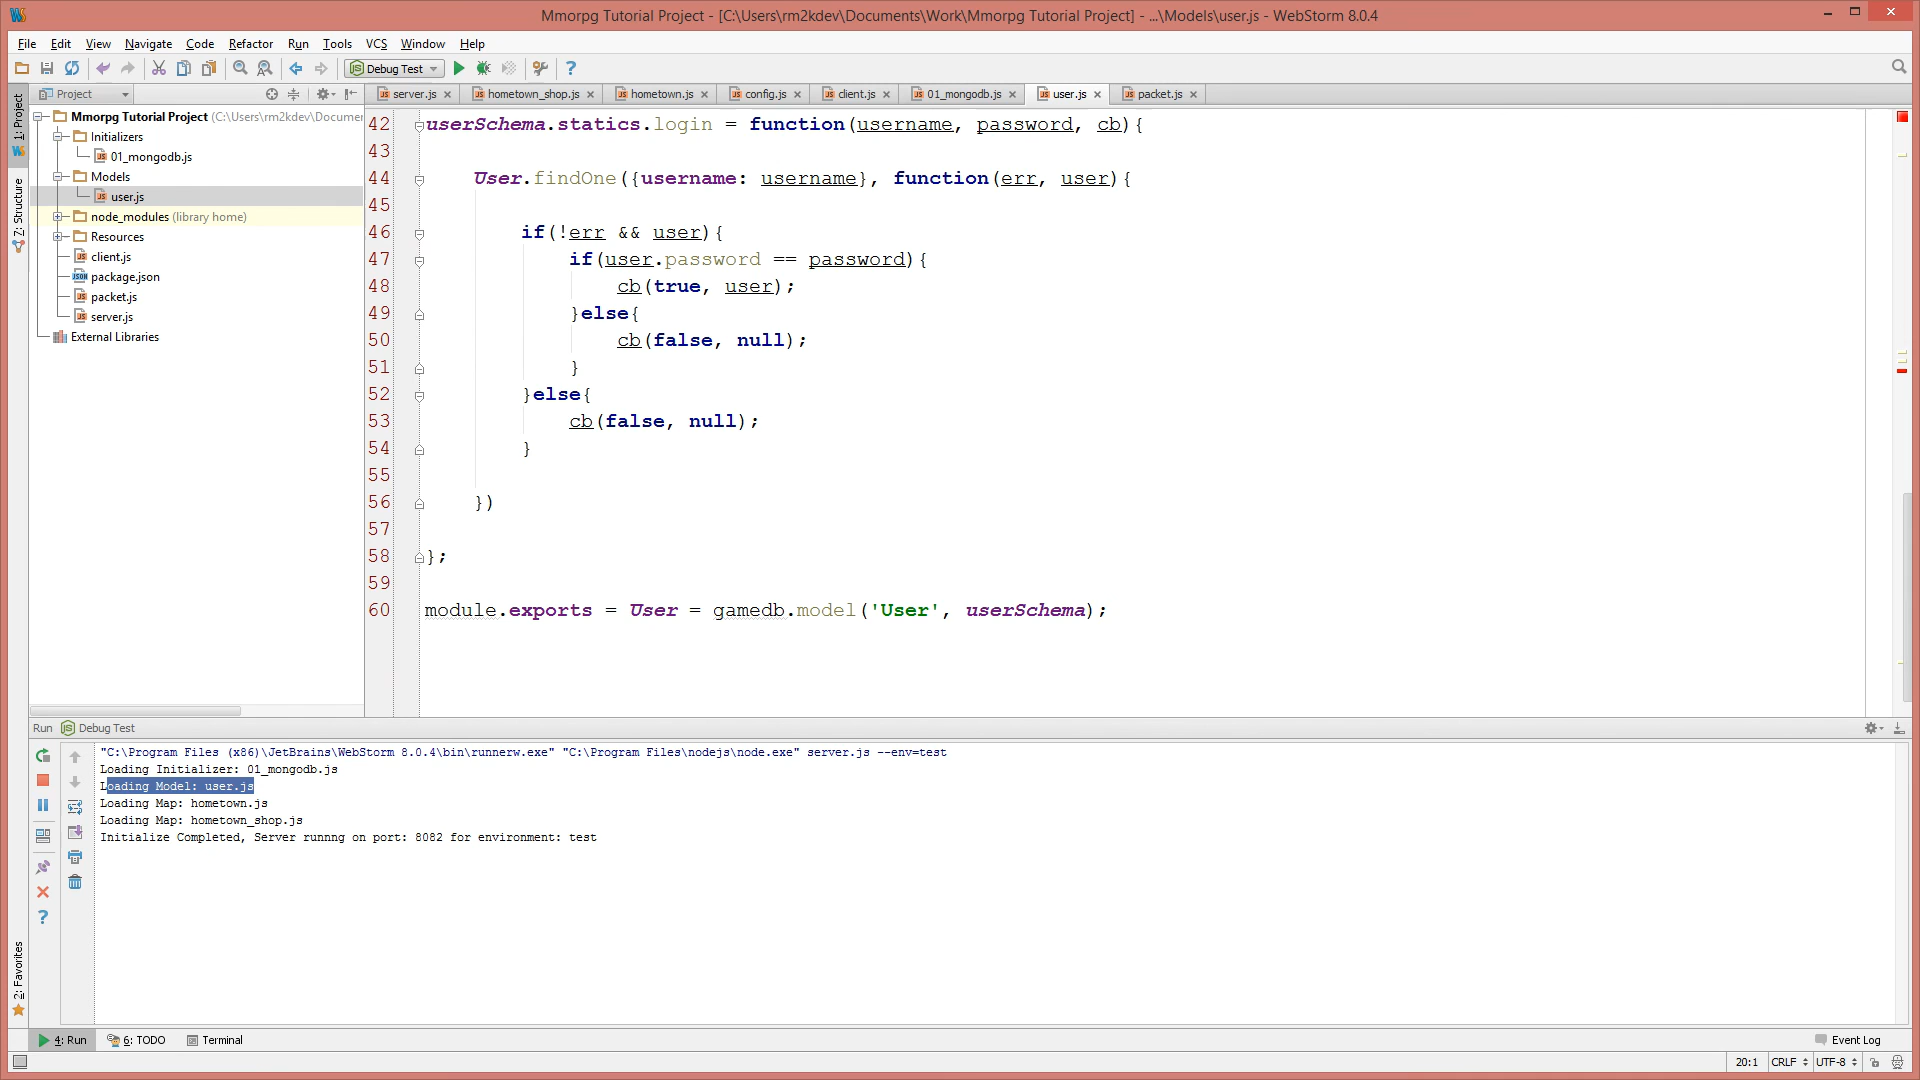 Mmorpg Tutorial Project - [C:\Users\rm2kdev\Documents\Work\Mmorpg Tutorial Project] - ...\Models\user.js - WebStorm 8.0.4
File Edit View Navigate Code Refactor Run Tools VCS Window Help
Debug Test
Project
server.js hometown_shop.js hometown.js config.js client.js 01_mongodb.js user.js packet.js
1: Project
Z: Structure
2: Favorites
Mmorpg Tutorial Project (C:\Users\rm2kdev\Documer
Initializers
01_mongodb.js
Models
user.js
node_modules (library home)
Resources
client.js
package.json
packet.js
server.js
External Libraries
42 userSchema.statics.login = function(username, password, cb){
43
44 User.findOne({username: username}, function(err, user){
45
46 if(!err && user){
47 if(user.password == password){
48 cb(true, user);
49 }else{
50 cb(false, null);
51 }
52 }else{
53 cb(false, null);
54 }
55
56 })
57
58 };
59
60 module.exports = User = gamedb.model('User', userSchema);
Run Debug Test
"C:\Program Files (x86)\JetBrains\WebStorm 8.0.4\bin\runnerw.exe" "C:\Program Files\nodejs\node.exe" server.js --env=test
Loading Initializer: 01_mongodb.js
Loading Model: user.js
Loading Map: hometown.js
Loading Map: hometown_shop.js
Initialize Completed, Server runnng on port: 8082 for environment: test
4: Run 6: TODO Terminal Event Log
20:1 CRLF UTF-8